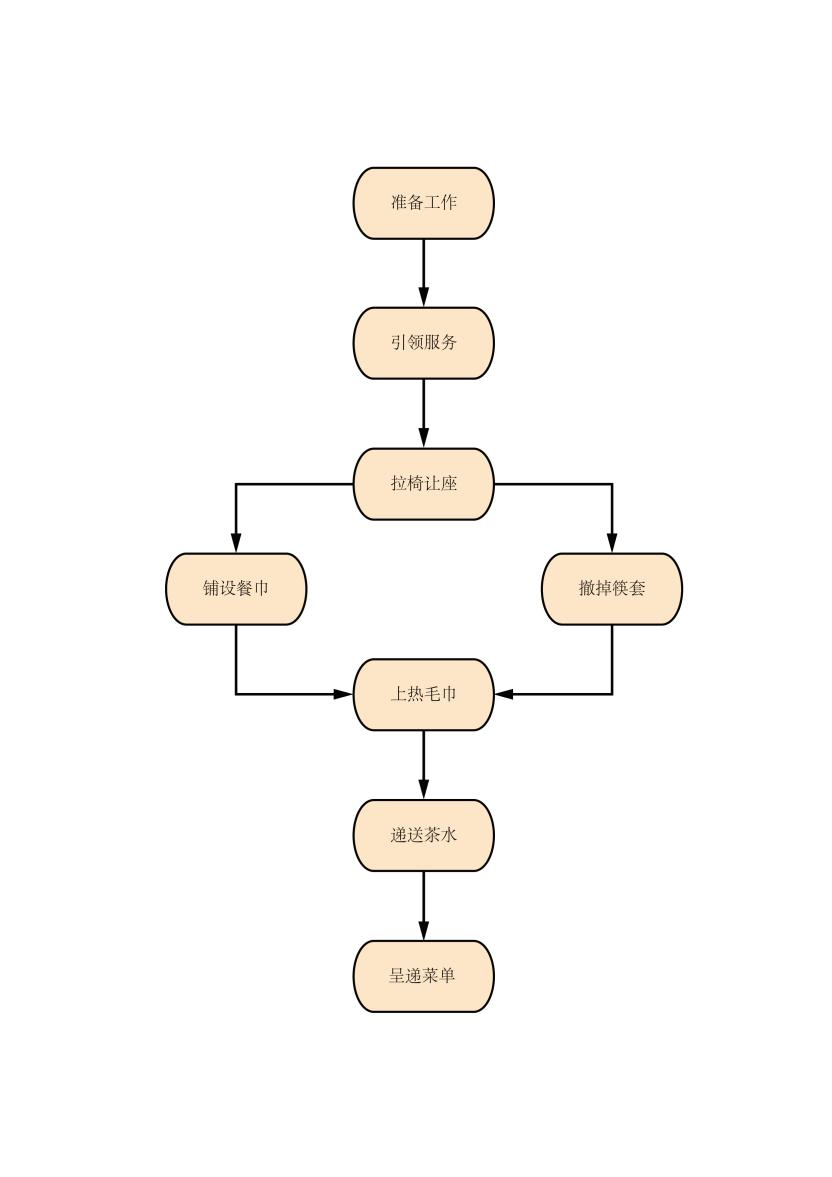 准备工作
引领服务
拉椅让座
铺设餐巾
撤掉筷套
上热毛巾
递送茶水
呈递菜单